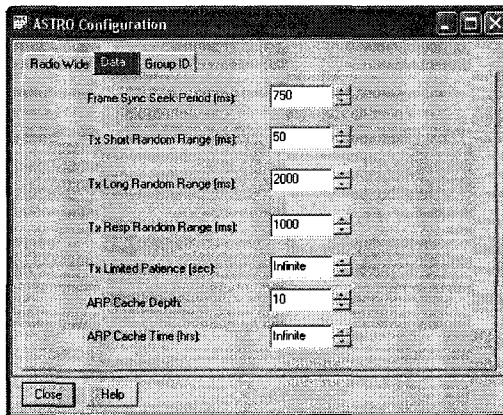 ASTRO Configuration
Radio Wide Data Group ID
Frame Sync Seek Period (ms): 750
Tx Short Random Range (ms): 50
Tx Long Random Range (ms): 2000
Tx Resp Random Range (ms): 1000
Tx Limited Patience (sec): Infinite
ARP Cache Depth: 10
ARP Cache Time (hrs): Infinite
Close Help